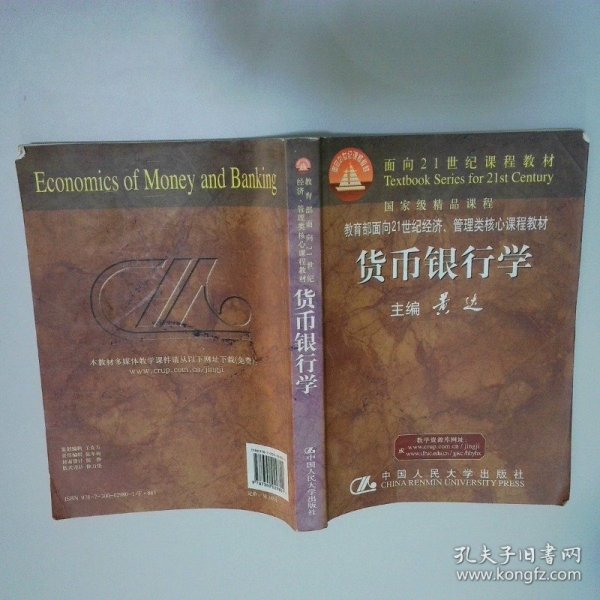 Economics of Money and Banking
本教材多媒体教学课件请从以下网址下载(免费):
www.crup.com.cn/jingji
教育部面向21世纪
经济、管理类核心课程教材
货币银行学
中国人民大学出版社
面向21世纪课程教材
Textbook Series for 21st Century
国家级精品课程
教育部面向21世纪经济、管理类核心课程教材
货币银行学
主编 黄达
教学资源库网址:
www.crup.com.cn/jingji
或
中国人民大学出版社
CHINA RENMIN UNIVERSITY PRESS
孔夫子旧书网
www.kongfz.com